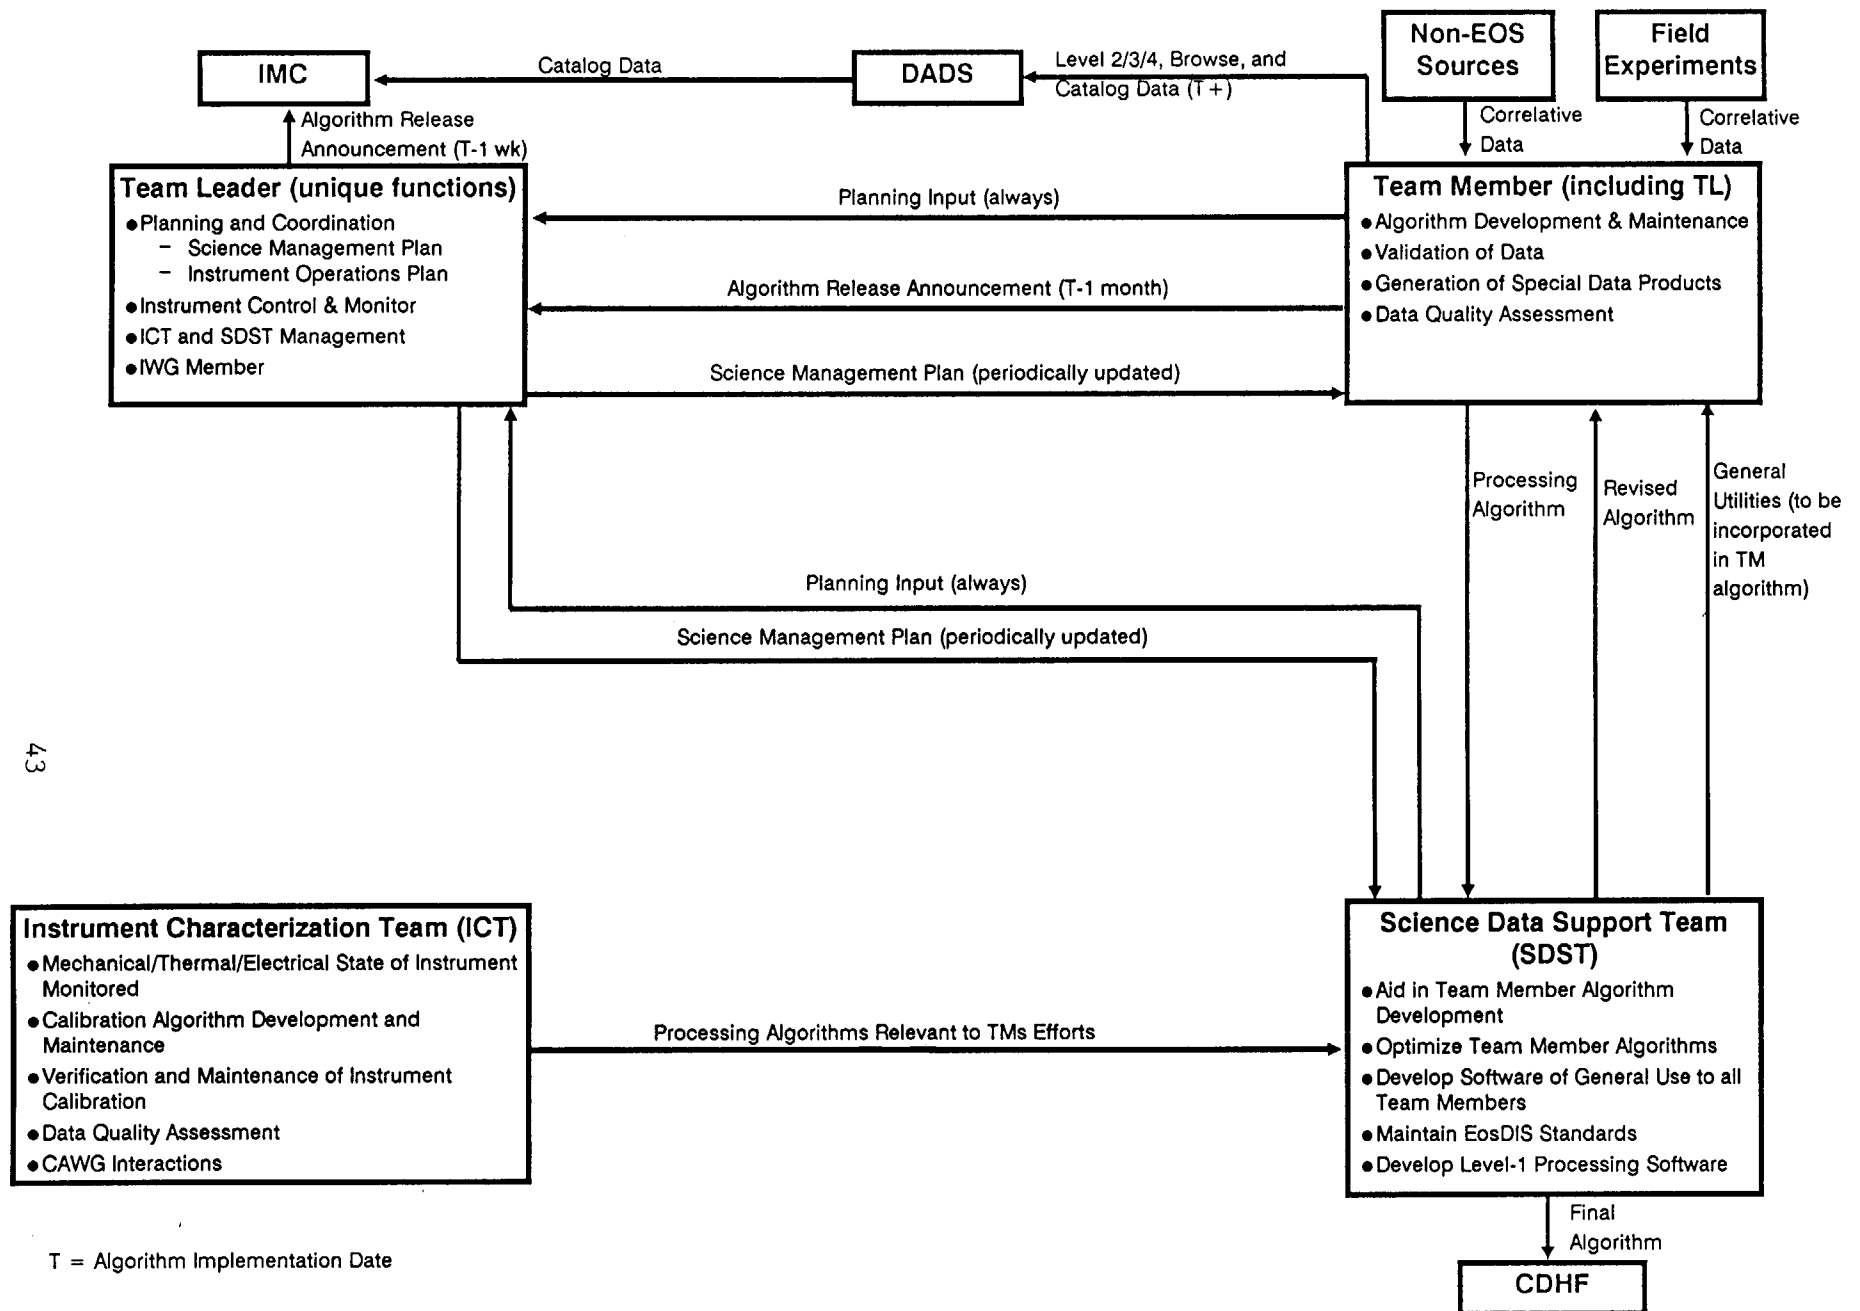 Non-EOS
Sources
Field
Experiments
IMC
Catalog Data
DADS
Level 2/3/4, Browse, and
Catalog Data (T+)
Correlative
Data
Correlative
Data
Algorithm Release
Announcement (T-1 wk)
Team Leader (unique functions)
●Planning and Coordination
– Science Management Plan
– Instrument Operations Plan
●Instrument Control & Monitor
●ICT and SDST Management
●IWG Member
Planning Input (always)
Algorithm Release Announcement (T-1 month)
Science Management Plan (periodically updated)
Team Member (including TL)
●Algorithm Development & Maintenance
●Validation of Data
●Generation of Special Data Products
●Data Quality Assessment
Processing
Algorithm
Revised
Algorithm
General
Utilities (to be
incorporated
in TM
algorithm)
Planning Input (always)
Science Management Plan (periodically updated)
43
Instrument Characterization Team (ICT)
●Mechanical/Thermal/Electrical State of Instrument
Monitored
●Calibration Algorithm Development and
Maintenance
●Verification and Maintenance of Instrument
Calibration
●Data Quality Assessment
●CAWG Interactions
Processing Algorithms Relevant to TMs Efforts
Science Data Support Team
(SDST)
●Aid in Team Member Algorithm
Development
●Optimize Team Member Algorithms
●Develop Software of General Use to all
Team Members
●Maintain EosDIS Standards
●Develop Level-1 Processing Software
Final
Algorithm
CDHF
T = Algorithm Implementation Date